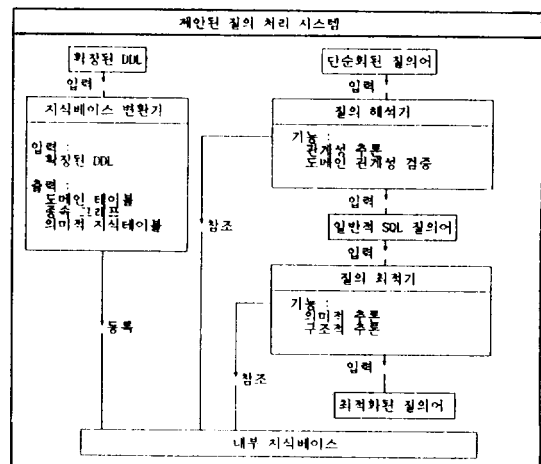 제안된 질의 처리 시스템
확장된 DDL
입력
지식베이스 변환기
입력 :
확장된 DDL
출력 :
도메인 테이블
종속 그래프
의미적 지식테이블
등록
단순화된 질의어
입력
질의 해석기
기능 :
관계성 추론
도메인 관계성 검증
참조
입력
일반적 SQL 질의어
입력
질의 최적기
기능 :
의미적 추론
구조적 추론
참조
입력
최적화된 질의어
내부 지식베이스